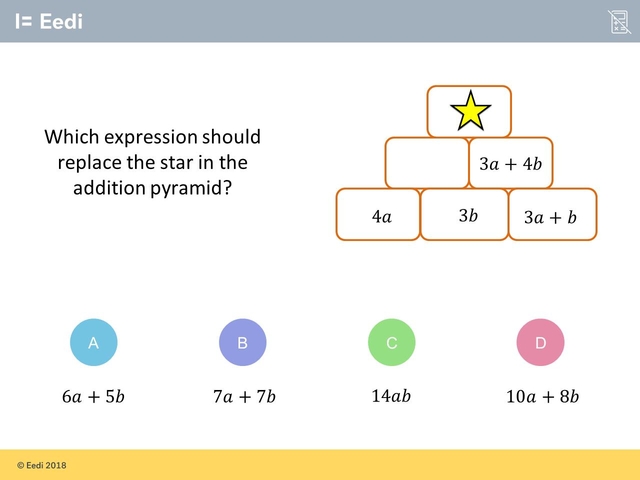 I= Eedi
Which expression should
replace the star in the
addition pyramid?
3a + 4b
4a
3b
3a + b
A
B
C
D
6a + 5b
7a + 7b
14ab
10a + 8b
© Eedi 2018